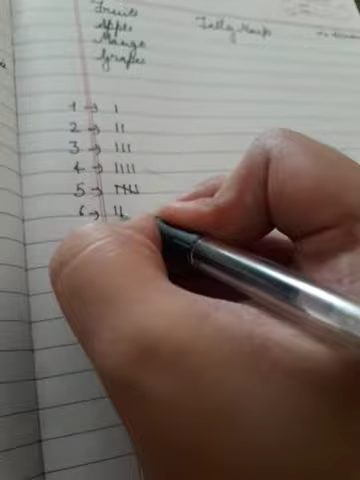 Fruits Tally Marks
Apple
Mango
Grapes
1 → |
2 → ||
3 → |||
4 → ||||
5 → 𝍸
6 → ||